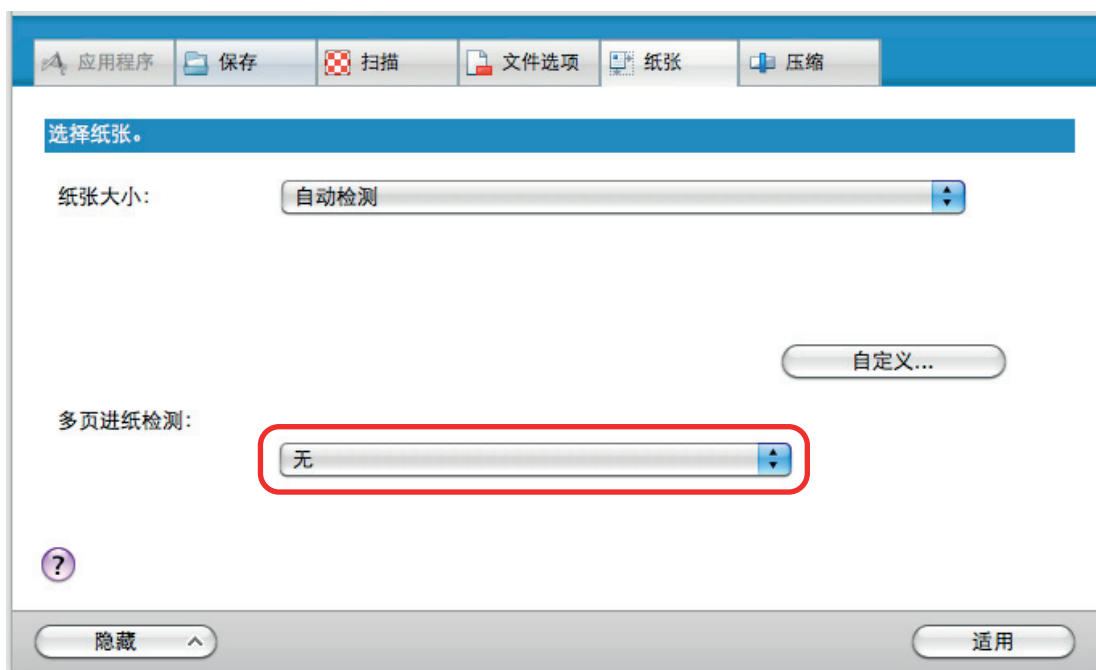 应用程序 保存 扫描 文件选项 纸张 压缩
选择纸张。
纸张大小: 自动检测
自定义...
多页进纸检测:
无
?
隐藏 适用